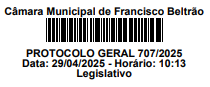 Câmara Municipal de Francisco Beltrão
PROTOCOLO GERAL 707/2025
Data: 29/04/2025 - Horário: 10:13
Legislativo